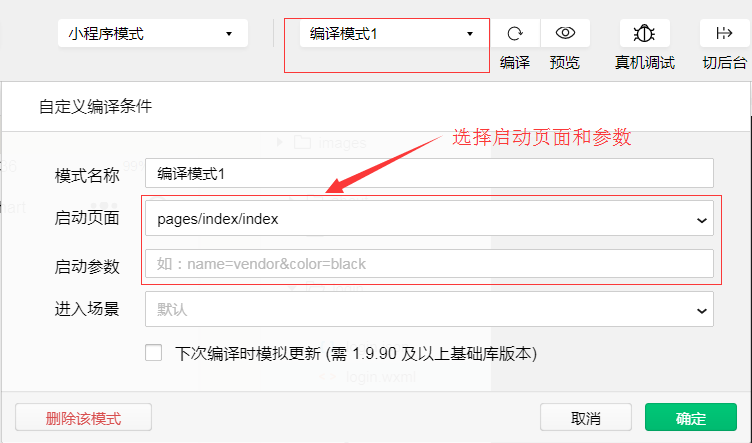 小程序模式
编译模式1
编译
预览
真机调试
切后台
自定义编译条件
images
选择启动页面和参数
模式名称
编译模式1
启动页面
pages/index/index
启动参数
如：name=vendor&color=black
进入场景
默认
下次编译时模拟更新 (需 1.9.90 及以上基础库版本)
login.wxml
删除该模式
取消
确定